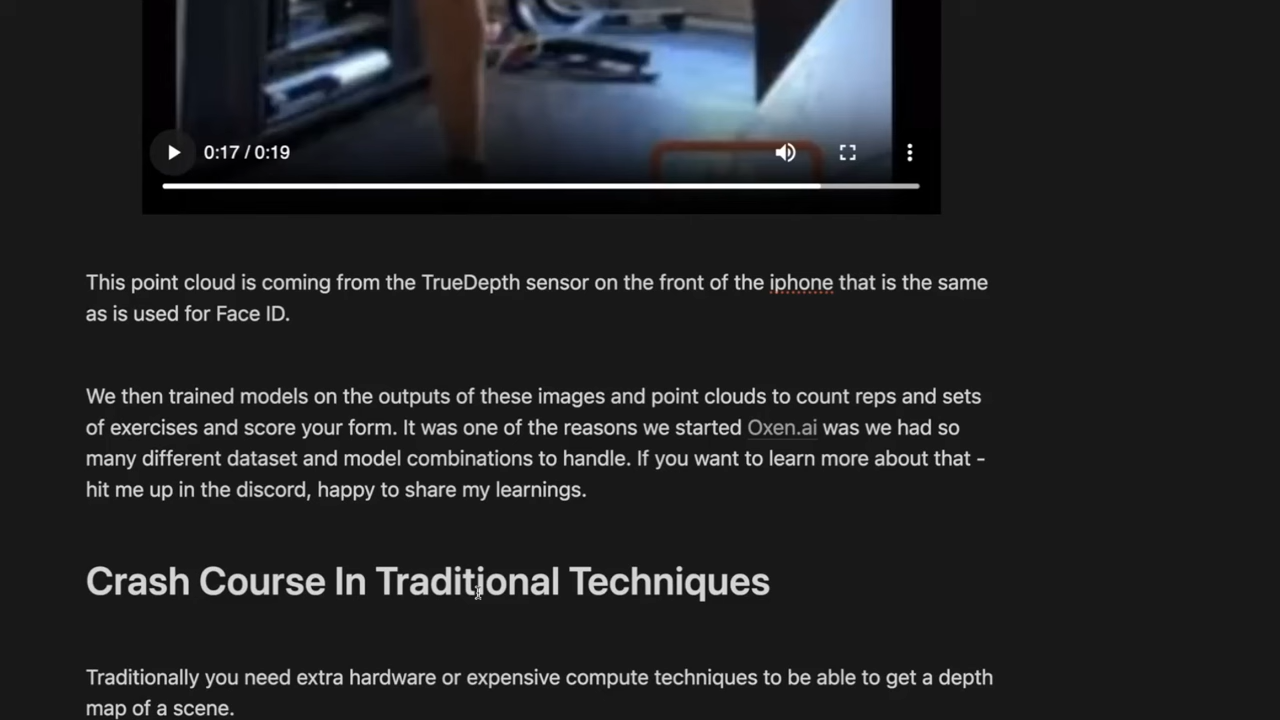 0:17 / 0:19
This point cloud is coming from the TrueDepth sensor on the front of the iphone that is the same
as is used for Face ID.
We then trained models on the outputs of these images and point clouds to count reps and sets
of exercises and score your form. It was one of the reasons we started Oxen.ai was we had so
many different dataset and model combinations to handle. If you want to learn more about that -
hit me up in the discord, happy to share my learnings.
Crash Course In Traditional Techniques
Traditionally you need extra hardware or expensive compute techniques to be able to get a depth
map of a scene.